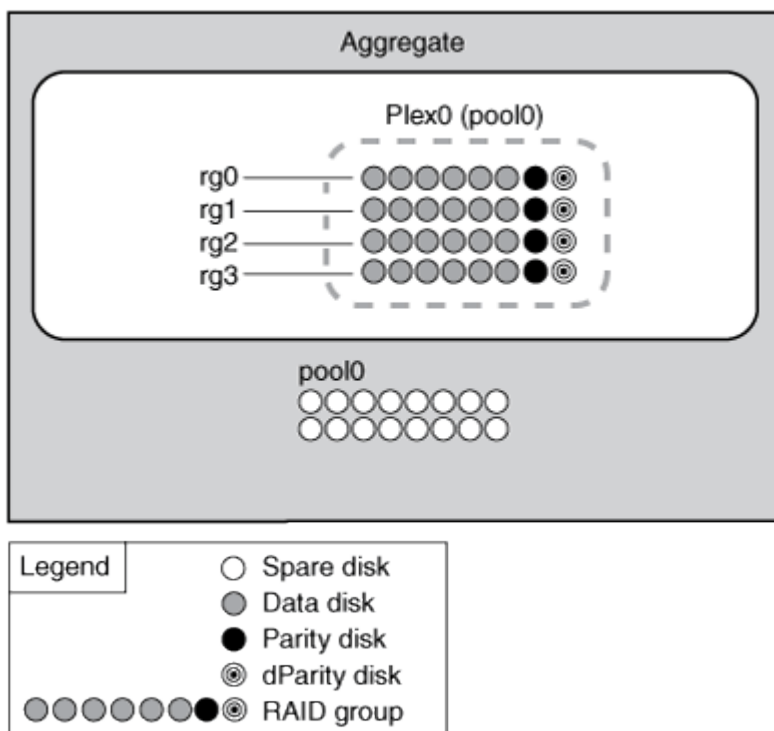 Aggregate
Plex0 (pool0)
rg0
rg1
rg2
rg3
pool0
Legend
Spare disk
Data disk
Parity disk
dParity disk
RAID group